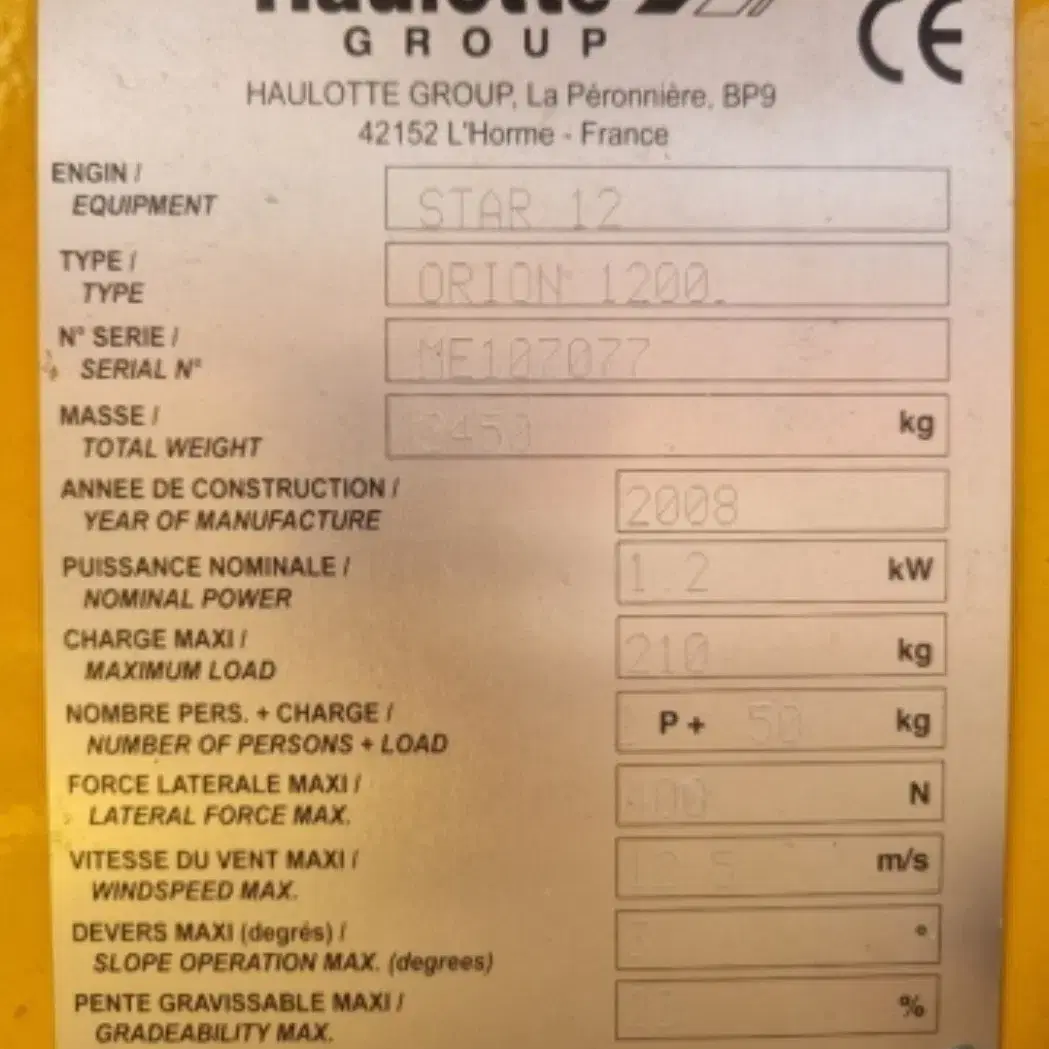 Haulotte
GROUP
CE
HAULOTTE GROUP, La Péronnière, BP9
42152 L'Horme - France
ENGIN /
EQUIPMENT
STAR 12
TYPE /
TYPE
ORION 1200.
N° SERIE /
SERIAL N°
ME107077
MASSE /
TOTAL WEIGHT
kg
ANNEE DE CONSTRUCTION /
YEAR OF MANUFACTURE
2008
PUISSANCE NOMINALE /
NOMINAL POWER
1 2 kW
CHARGE MAXI /
MAXIMUM LOAD
210 kg
NOMBRE PERS. + CHARGE /
NUMBER OF PERSONS + LOAD
P + 50 kg
FORCE LATERALE MAXI /
LATERAL FORCE MAX.
N
VITESSE DU VENT MAXI /
WINDSPEED MAX.
m/s
DEVERS MAXI (degrés) /
SLOPE OPERATION MAX. (degrees)
°
PENTE GRAVISSABLE MAXI /
GRADEABILITY MAX.
%